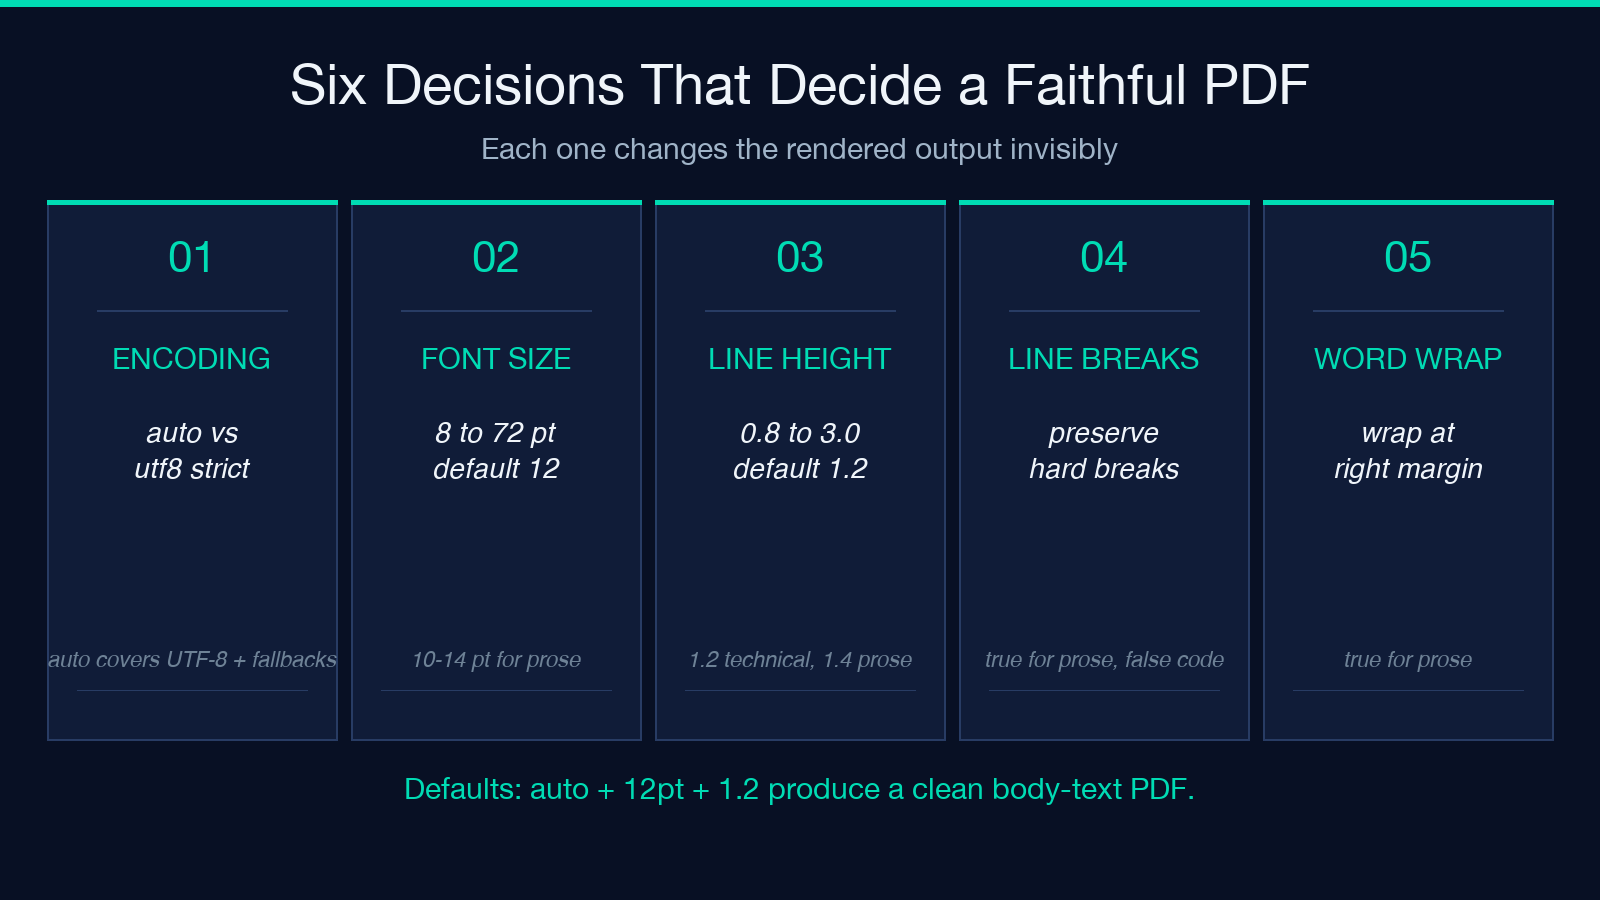 Six Decisions That Decide a Faithful PDF
Each one changes the rendered output invisibly
01
ENCODING
auto vs
utf8 strict
auto covers UTF-8 + fallbacks
02
FONT SIZE
8 to 72 pt
default 12
10-14 pt for prose
03
LINE HEIGHT
0.8 to 3.0
default 1.2
1.2 technical, 1.4 prose
04
LINE BREAKS
preserve
hard breaks
true for prose, false code
05
WORD WRAP
wrap at
right margin
true for prose
Defaults: auto + 12pt + 1.2 produce a clean body-text PDF.